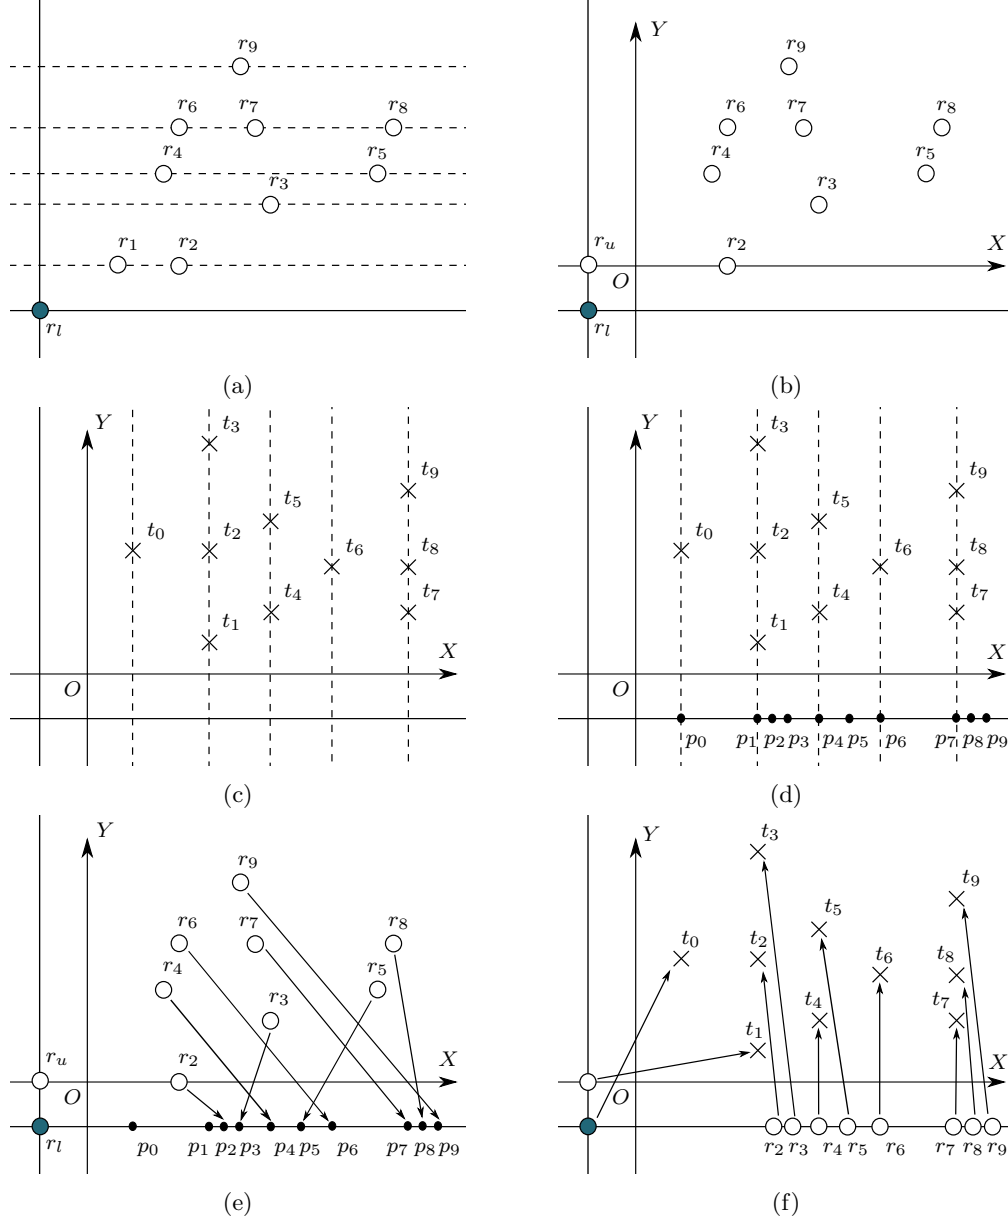 r9
r6 r7 r8
r4 r5
r3
r1 r2
rl
(a)
Y
r9
r6 r7 r8
r4 r5
r3
ru r2 X
O
rl
(b)
Y
t3
t9
t5
t0 t2 t6 t8
t4 t7
t1
X
O
(c)
Y
t3
t9
t5
t0 t2 t6 t8
t4 t7
t1
X
O
p0 p1 p2 p3 p4 p5 p6 p7 p8 p9
(d)
Y
r9
r6 r7 r8
r4 r5
r3
ru r2 X
O
rl p0 p1 p2 p3 p4 p5 p6 p7 p8 p9
(e)
Y
t3
t9
t5
t0 t2 t6 t8
t4 t7
t1
X
O
r2 r3 r4 r5 r6 r7 r8 r9
(f)